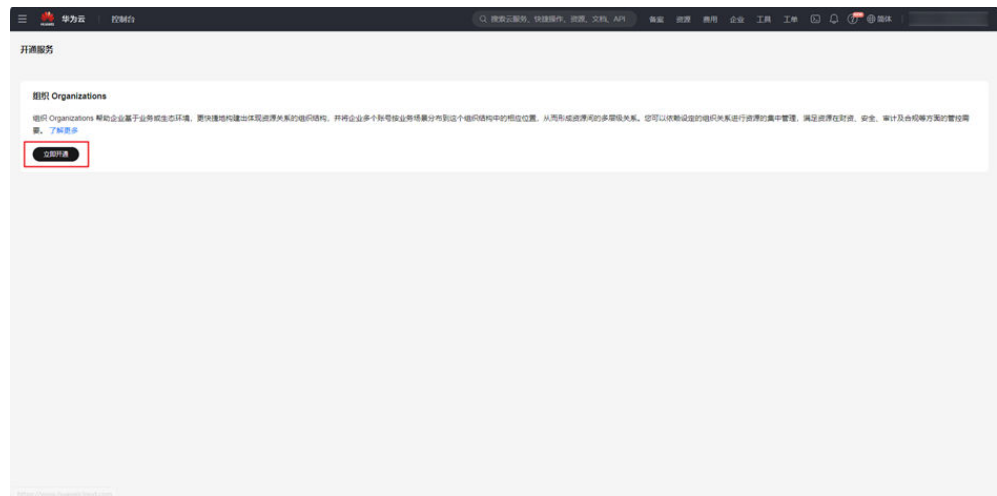 华为云 控制台 搜索云服务、快捷操作、资源、文档、API 备案 资源 费用 企业 工具 工单 简体
HUAWEI
开通服务
组织 Organizations
组织 Organizations 帮助企业基于业务或生态环境，更快捷地构建出体现资源关系的组织结构，并将企业多个账号按业务场景分布到这个组织结构中的相应位置，从而形成资源间的多层级关系。您可以依赖设定的组织关系进行资源的集中管理，满足资源在财资、安全、审计及合规等方面的管控需
要。 了解更多
立即开通